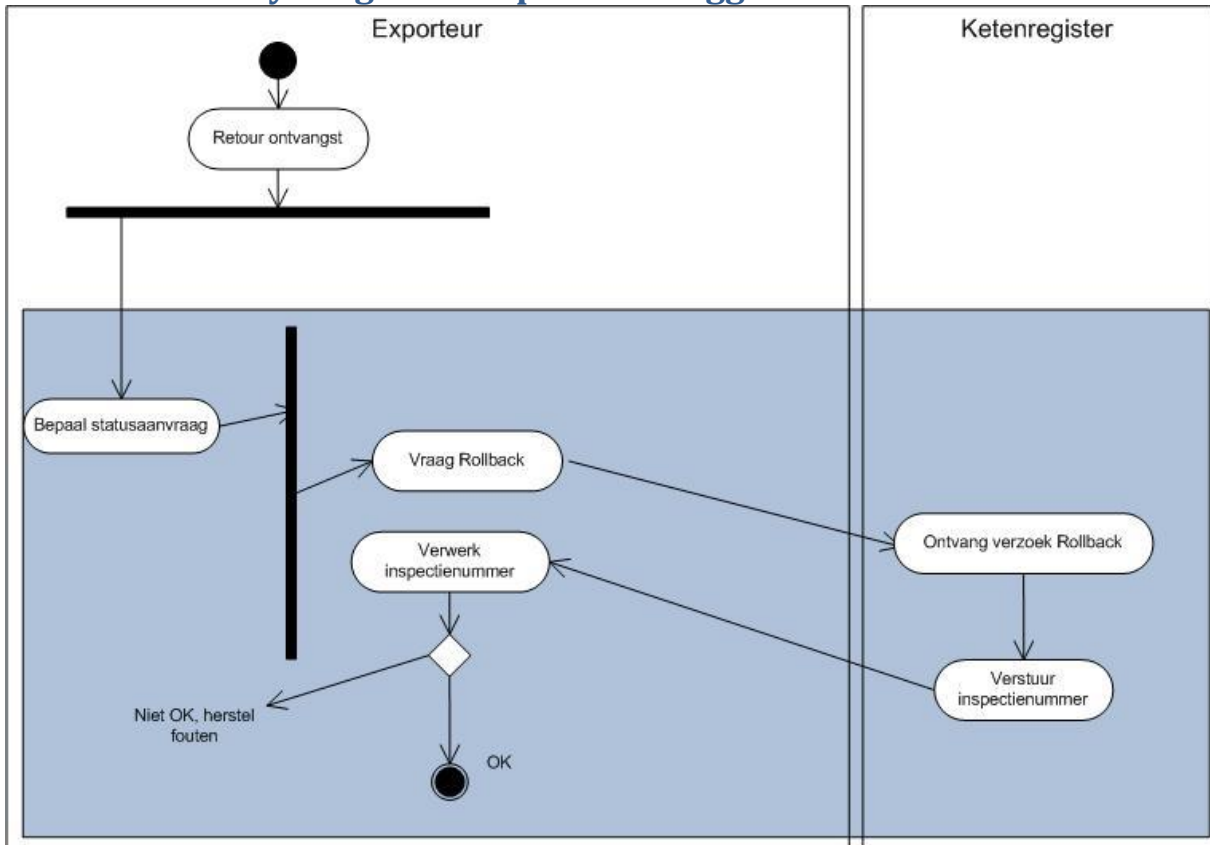 Exporteur
Ketenregister
Retour ontvangst
Bepaal statusaanvraag
Vraag Rollback
Ontvang verzoek Rollback
Verwerk
inspectienummer
Verstuur
inspectienummer
Niet OK, herstel
fouten
OK